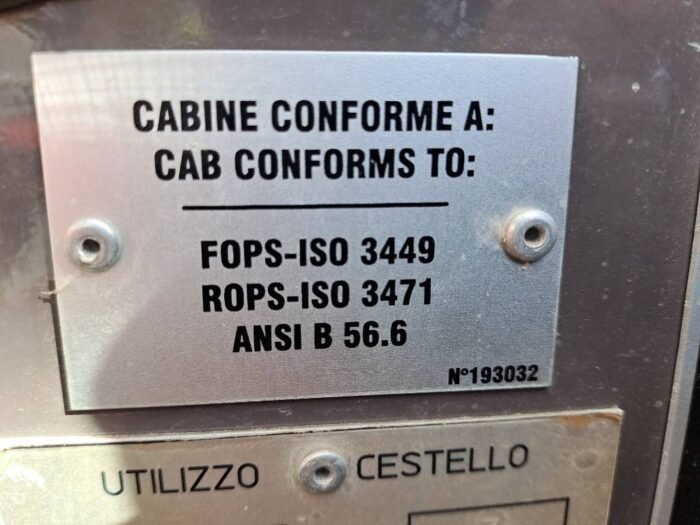 CABINE CONFORME A:
CAB CONFORMS TO:
FOPS-ISO 3449
ROPS-ISO 3471
ANSI B 56.6
N°193032
UTILIZZO CESTELLO